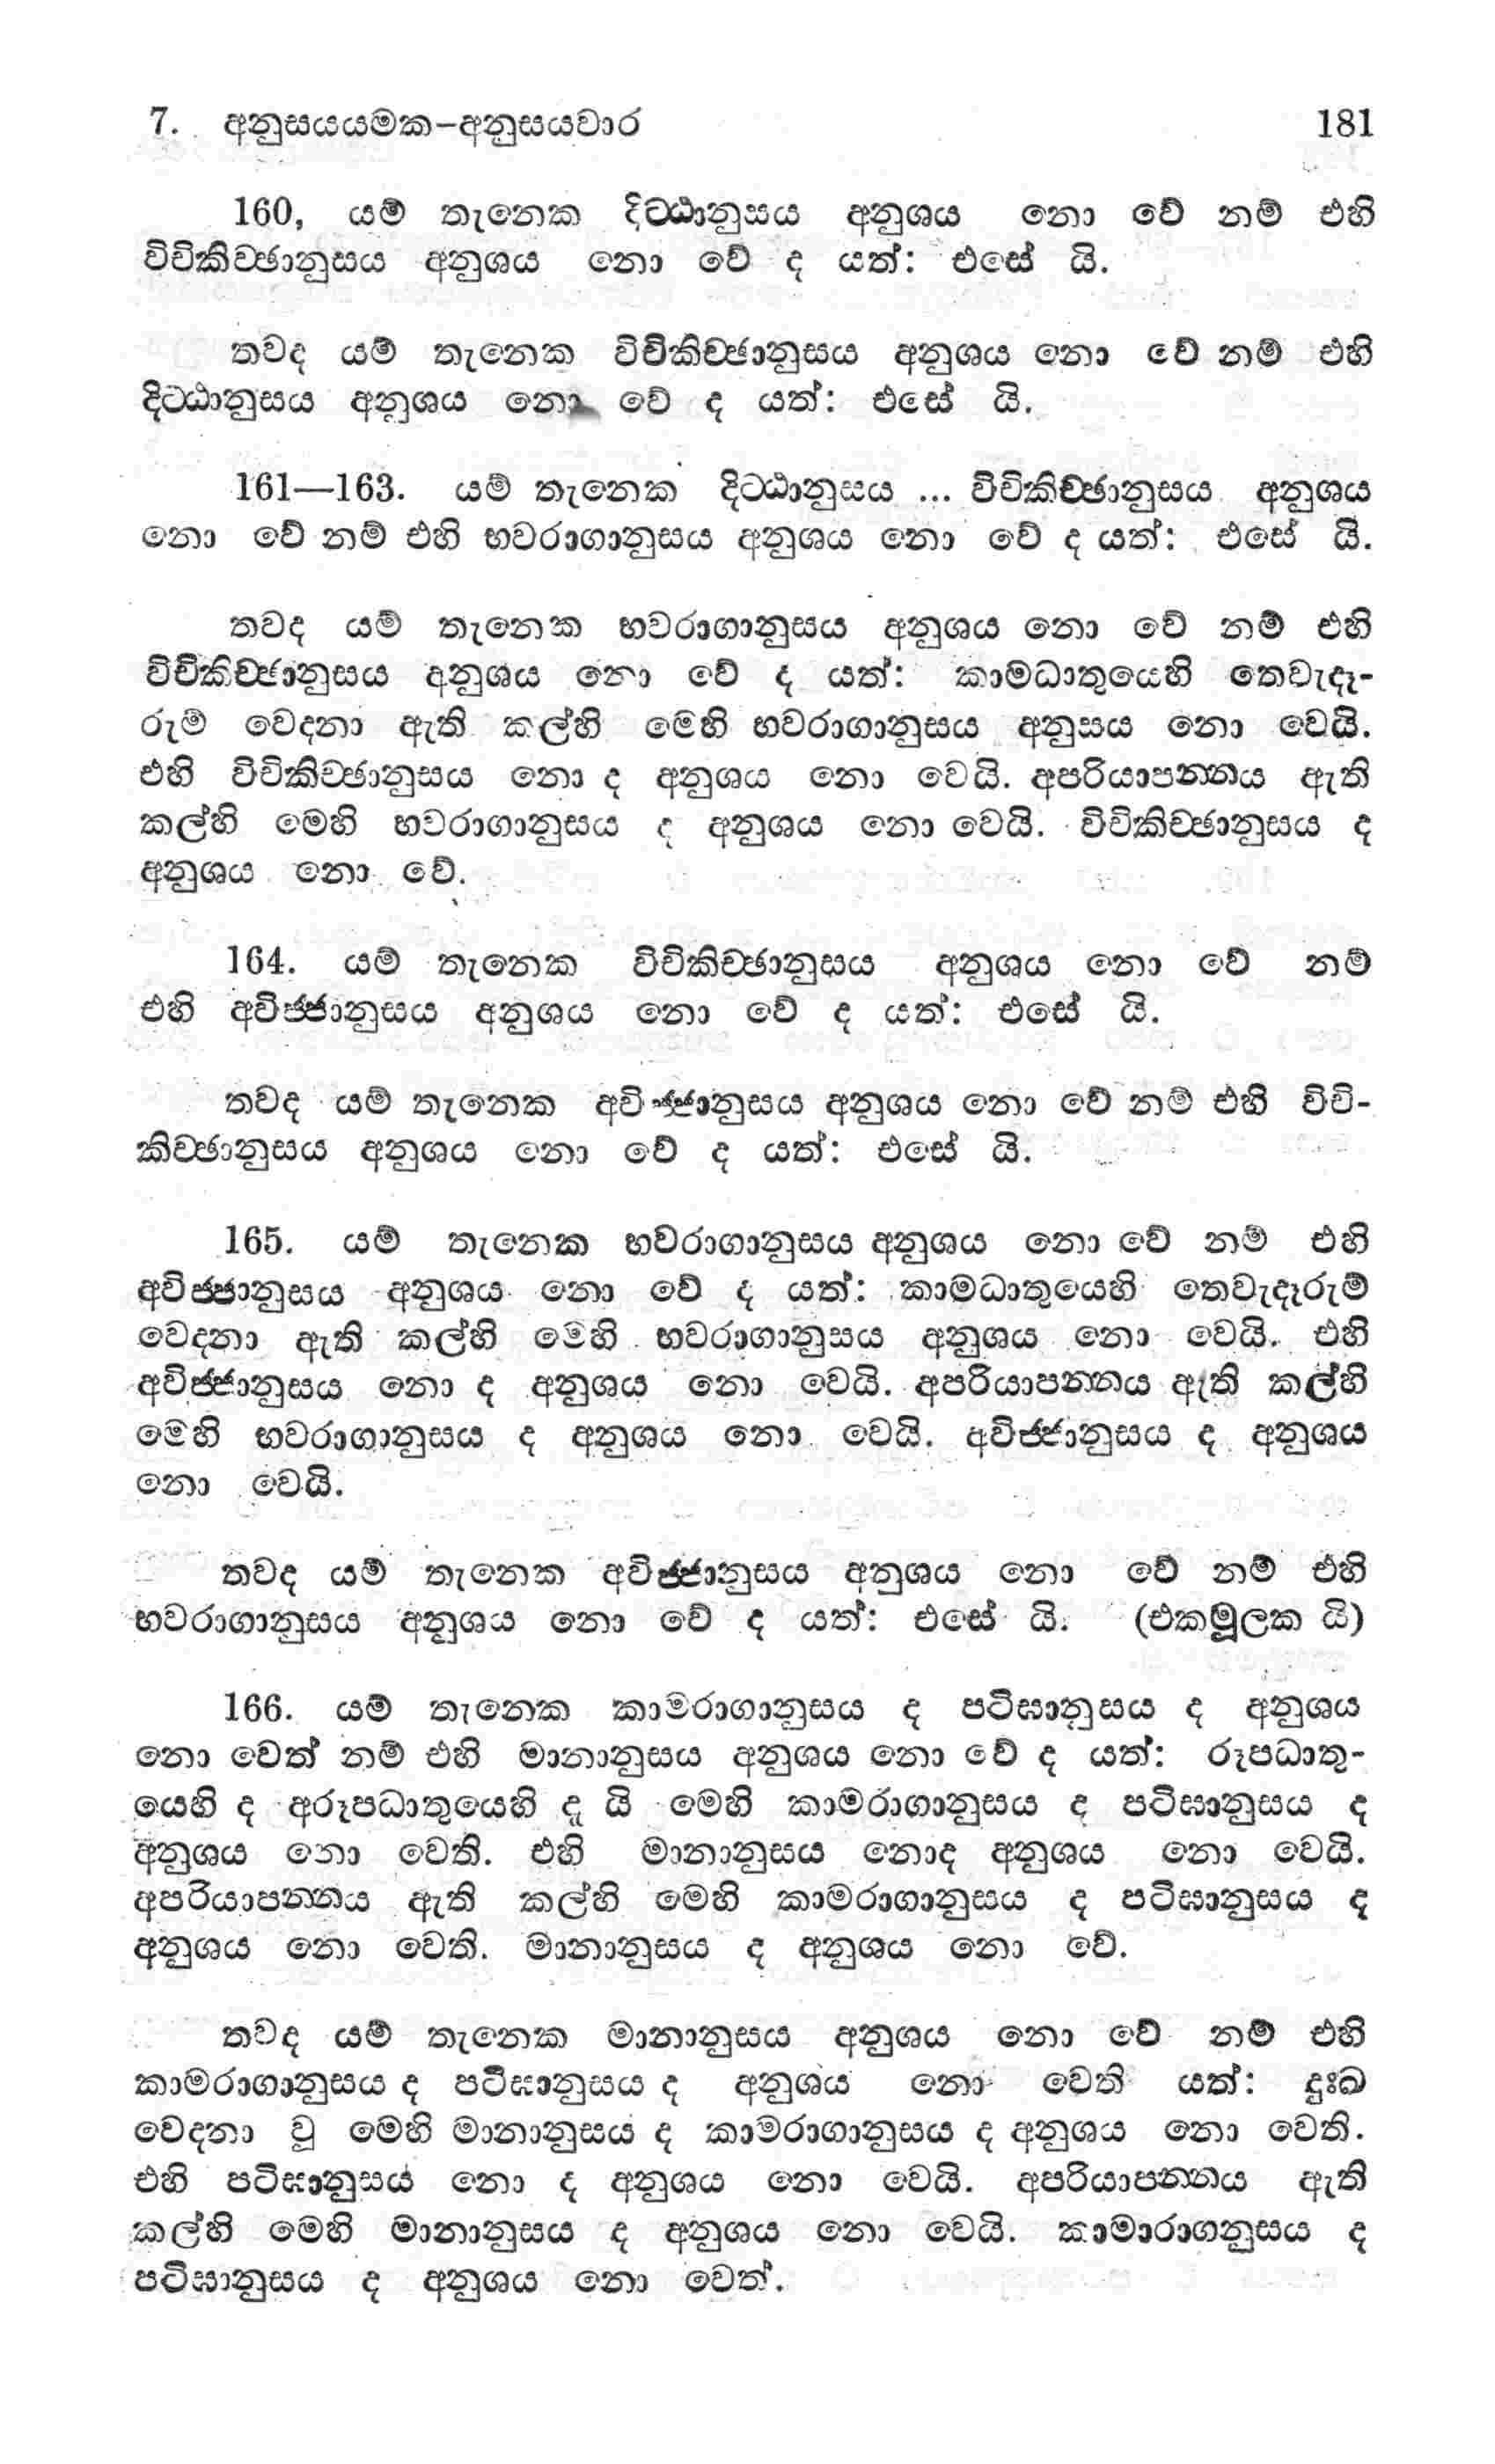 7. අනුසයයමක–අනුසයවාර 181
160, යම් තැනෙක දිට්ඨානුසය අනුශය නො වේ නම් එහි
විචිකිච්ඡානුසය අනුශය නො වේ ද යත්: එසේ යි.
තවද යම් තැනෙක විචිකිච්ඡානුසය අනුශය නො වේ නම් එහි
දිට්ඨානුසය අනුශය නො වේ ද යත්: එසේ යි.
161—163. යම් තැනෙක දිට්ඨානුසය ... විචිකිච්ඡානුසය අනුශය
නො වේ නම් එහි භවරාගානුසය අනුශය නො වේ ද යත්: එසේ යි.
තවද යම් තැනෙක භවරාගානුසය අනුශය නො වේ නම් එහි
විචිකිච්ඡානුසය අනුශය නො වේ ද යත්: කාමධාතුයෙහි තෙවැදෑ-
රුම් වෙදනා ඇති කල්හි මෙහි භවරාගානුසය අනුසය නො වෙයි.
එහි විචිකිච්ඡානුසය නො ද අනුශය නො වෙයි. අපරියාපන්නය ඇති
කල්හි මෙහි භවරාගානුසය ද අනුශය නො වෙයි. විචිකිච්ඡානුසය ද
අනුශය නො වේ.
164. යම් තැනෙක විචිකිච්ඡානුසය අනුශය නො වේ නම්
එහි අවිජ්ජානුසය අනුශය නො වේ ද යත්: එසේ යි.
තවද යම් තැනෙක අවිජ්ජානුසය අනුශය නො වේ නම් එහි විචි-
කිච්ඡානුසය අනුශය නො වේ ද යත්: එසේ යි.
165. යම් තැනෙක භවරාගානුසය අනුශය නො වේ නම් එහි
අවිජ්ජානුසය අනුශය නො වේ ද යත්: කාමධාතුයෙහි තෙවැදෑරුම්
වෙදනා ඇති කල්හි මෙහි භවරාගානුසය අනුශය නො වෙයි. එහි
අවිජ්ජානුසය නො ද අනුශය නො වෙයි. අපරියාපන්නය ඇති කල්හි
මෙහි භවරාගානුසය ද අනුශය නො වෙයි. අවිජ්ජානුසය ද අනුශය
නො වෙයි.
තවද යම් තැනෙක අවිජ්ජානුසය අනුශය නො වේ නම් එහි
භවරාගානුසය අනුශය නො වේ ද යත්: එසේ යි. (එකමූලක යි)
166. යම් තැනෙක කාමරාගානුසය ද පටිඝානුසය ද අනුශය
නො වෙත් නම් එහි මානානුසය අනුශය නො වේ ද යත්: රූපධාතු-
යෙහි ද අරූපධාතුයෙහි දූ යි මෙහි කාමරාගානුසය ද පටිඝානුසය ද
අනුශය නො වෙති. එහි මානානුසය නොද අනුශය නො වෙයි.
අපරියාපන්නය ඇති කල්හි මෙහි කාමරාගානුසය ද පටිඝානුසය ද
අනුශය නො වෙති. මානානුසය ද අනුශය නො වේ.
තවද යම් තැනෙක මානානුසය අනුශය නො වේ නම් එහි
කාමරාගානුසය ද පටිඝානුසය ද අනුශය නො වෙති යත්: දුඃඛ
වෙදනා වූ මෙහි මානානුසය ද කාමරාගානුසය ද අනුශය නො වෙති.
එහි පටිඝානුසය නො ද අනුශය නො වෙයි. අපරියාපන්නය ඇති
කල්හි මෙහි මානානුසය ද අනුශය නො වෙයි. කාමාරාගනුසය ද
පටිඝානුසය ද අනුශය නො වෙත්.